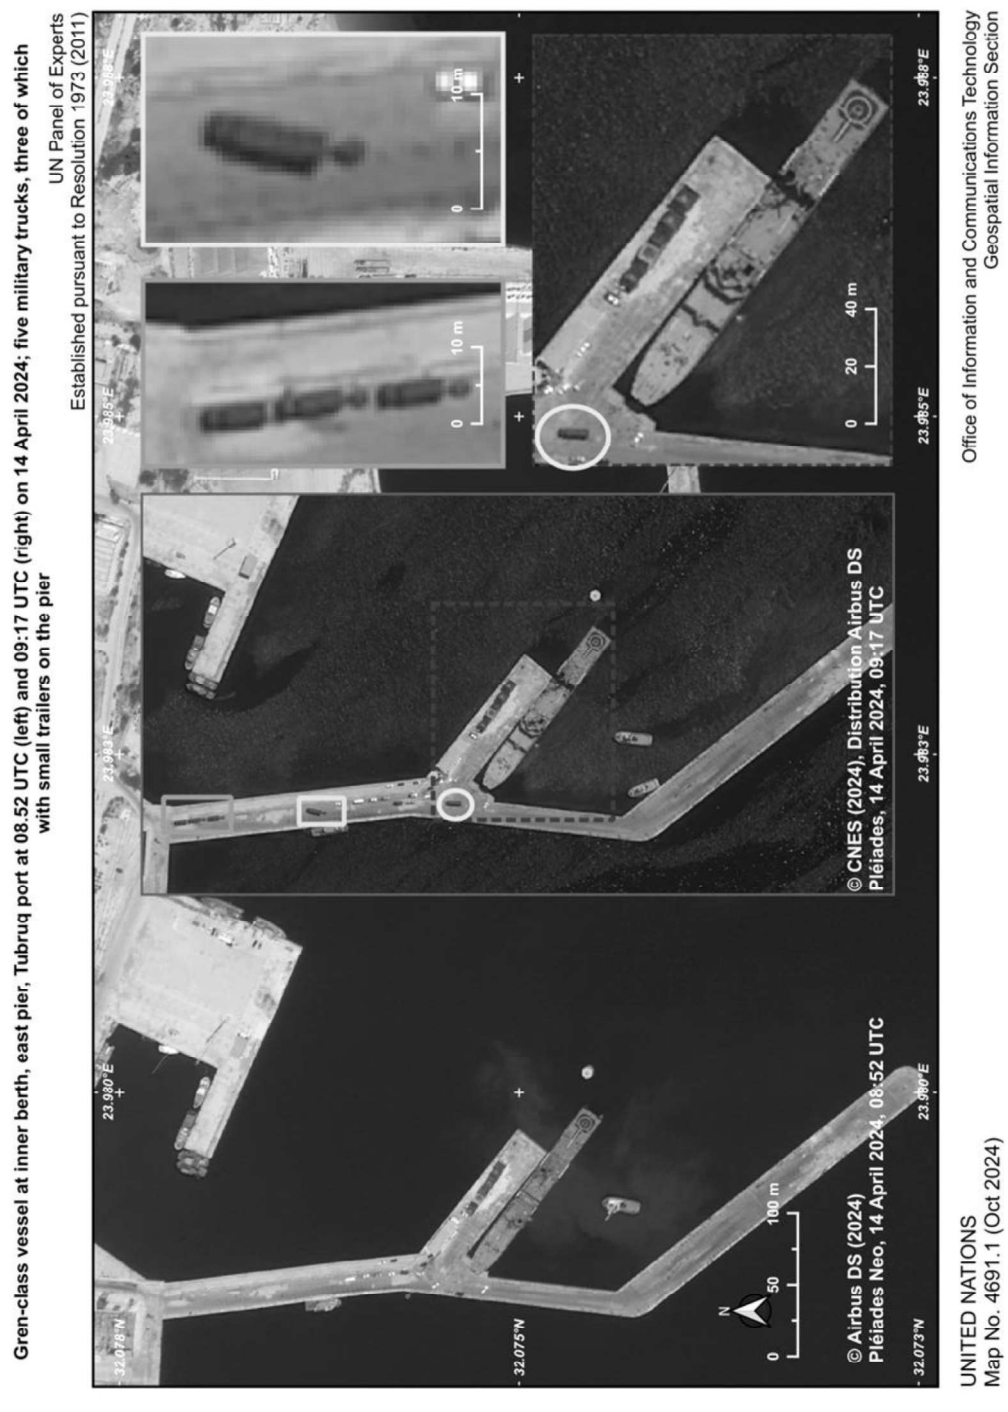 Gren-class vessel at inner berth, east pier, Tubruq port at 08.52 UTC (left) and 09:17 UTC (right) on 14 April 2024; five military trucks, three of which
with small trailers on the pier
UN Panel of Experts
Established pursuant to Resolution 1973 (2011)
23.980°E
23.983°E
23.985°E
23.988°E
32.078°N
32.075°N
32.073°N
0 10 m
0 10 m
0 20 40 m
N
0 50 100 m
© Airbus DS (2024)
Pléiades Neo, 14 April 2024, 08:52 UTC
© CNES (2024), Distribution Airbus DS
Pléiades, 14 April 2024, 09:17 UTC
23.980°E
23.983°E
23.985°E
23.988°E
UNITED NATIONS
Map No. 4691.1 (Oct 2024)
Office of Information and Communications Technology
Geospatial Information Section